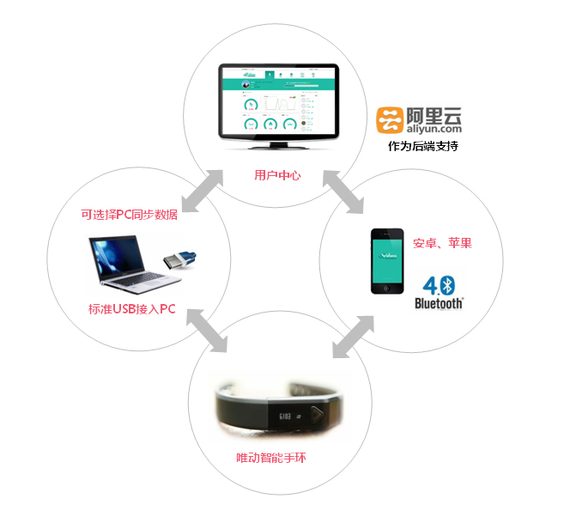 阿里云
aliyun.com
作为后端支持
用户中心
可选择PC同步数据
标准USB接入PC
安卓、苹果
4.0
Bluetooth
唯动智能手环